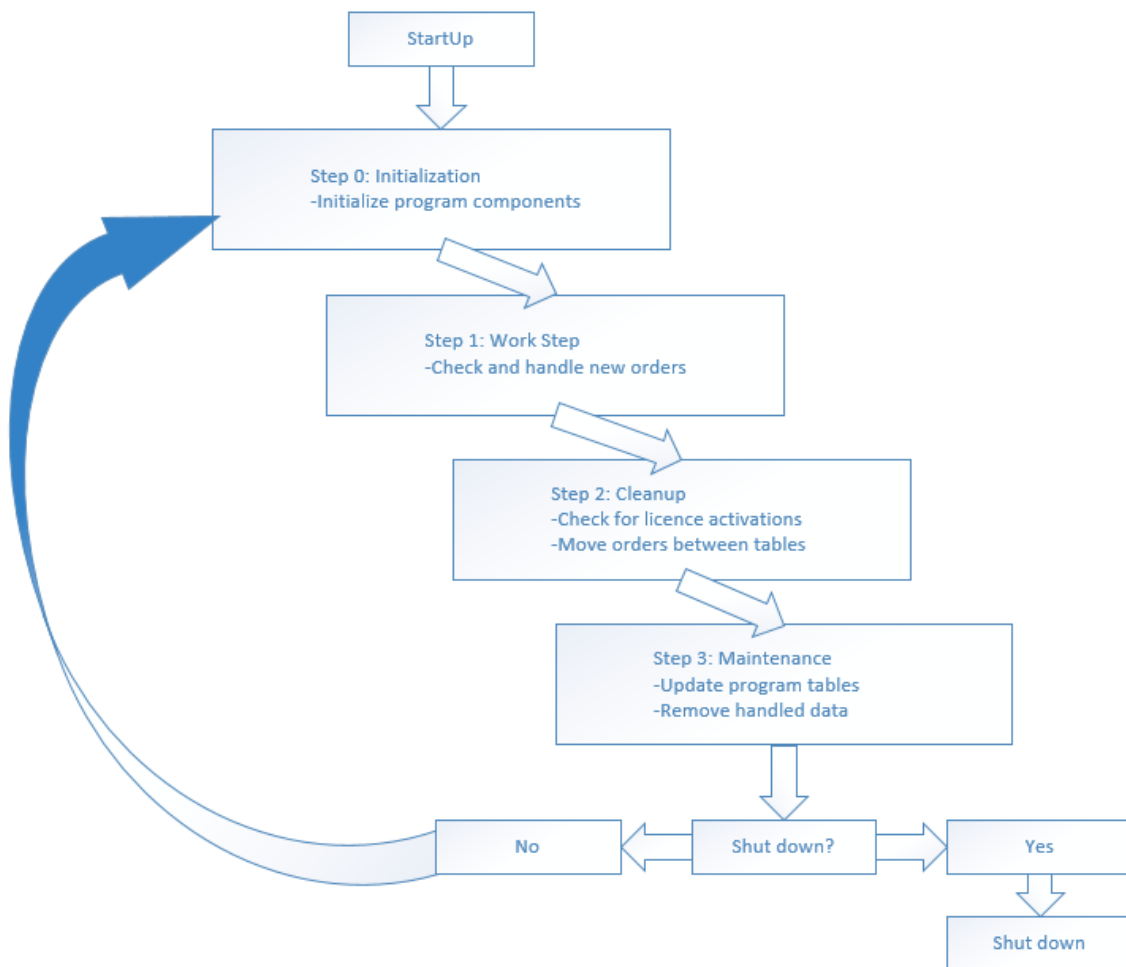 StartUp
Step 0: Initialization
-Initialize program components
Step 1: Work Step
-Check and handle new orders
Step 2: Cleanup
-Check for licence activations
-Move orders between tables
Step 3: Maintenance
-Update program tables
-Remove handled data
No
Shut down?
Yes
Shut down